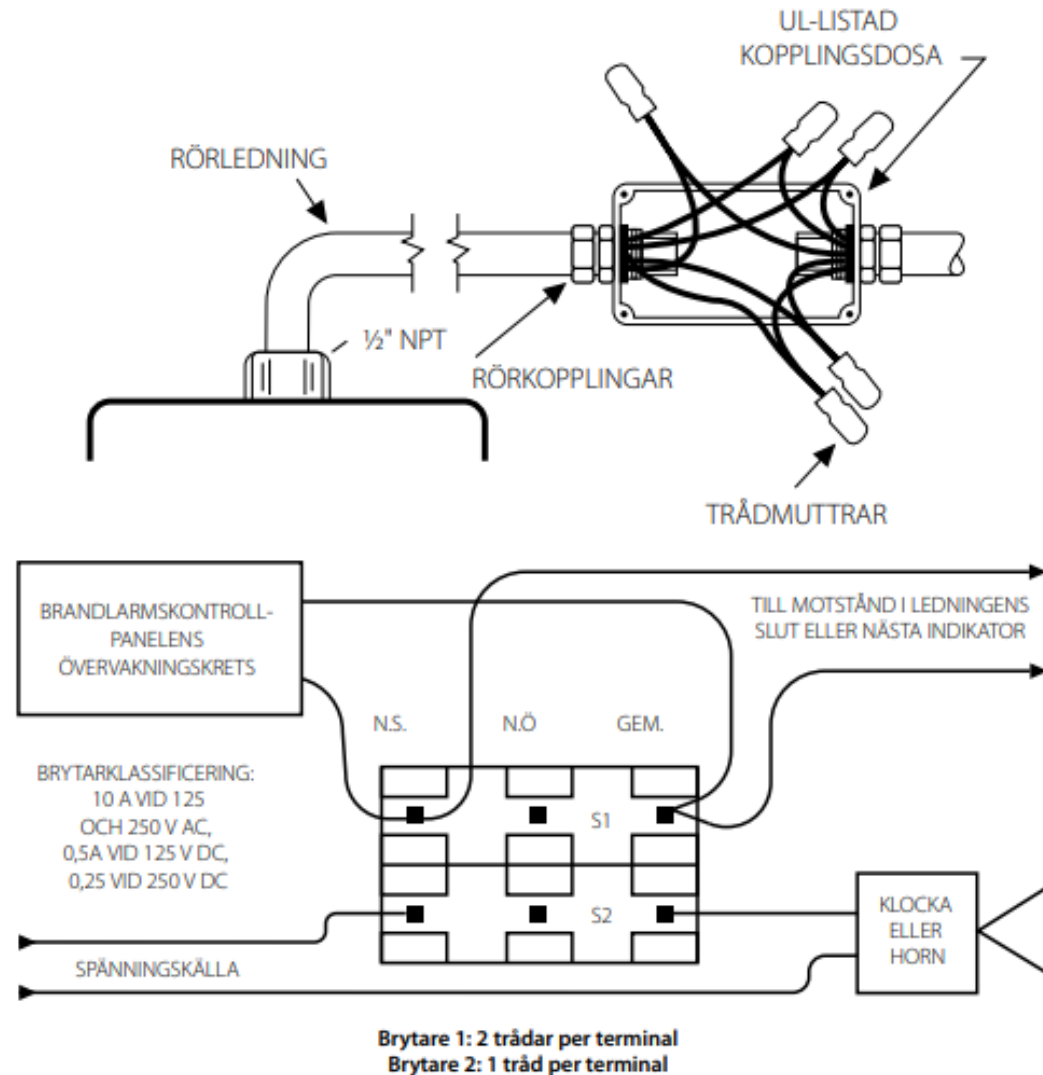 UL-LISTAD
KOPPLINGSDOSA
RÖRLEDNING
½" NPT
RÖRKOPPLINGAR
TRÅDMUTTRAR
BRANDLARMSKONTROLL-
PANELENS
ÖVERVAKNINGSKRETS
TILL MOTSTÅND I LEDNINGENS
SLUT ELLER NÄSTA INDIKATOR
N.S.
N.Ö
GEM.
BRYTARKLASSIFICERING:
10 A VID 125
OCH 250 V AC,
0,5A VID 125 V DC,
0,25 VID 250 V DC
S1
S2
KLOCKA
ELLER
HORN
SPÄNNINGSKÄLLA
Brytare 1: 2 trådar per terminal
Brytare 2: 1 tråd per terminal